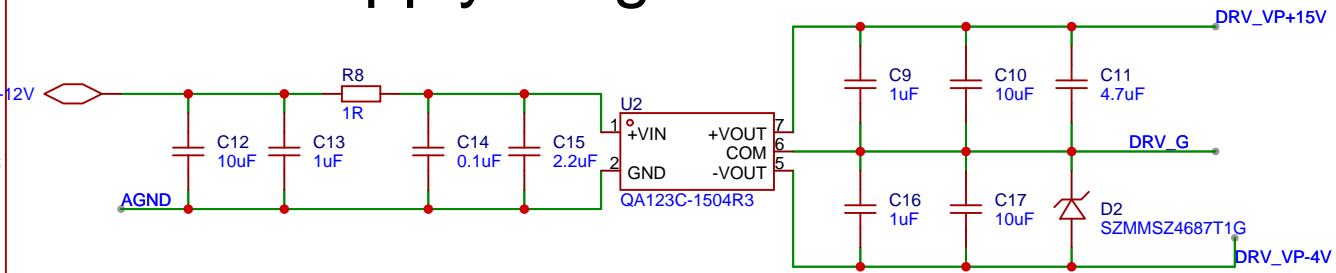 pply
DRV_VP+15V
-12V
R8
1R
C9
1uF
C10
10uF
C11
4.7uF
U2
C12
10uF
C13
1uF
C14
0.1uF
C15
2.2uF
1
+VIN
+VOUT
7
COM
6
2
GND
-VOUT
5
DRV_G
AGND
QA123C-1504R3
C16
1uF
C17
10uF
D2
SZMMSZ4687T1G
DRV_VP-4V